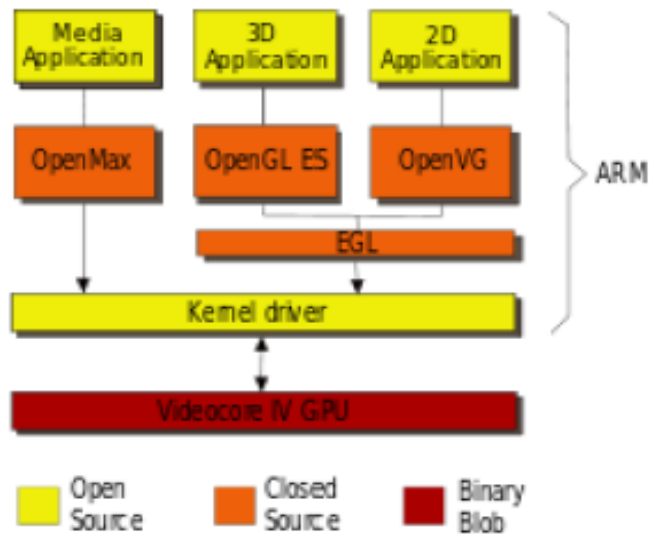 Media
Application
3D
Application
2D
Application
OpenMax
OpenGL ES
OpenVG
ARM
EGL
Kernel driver
Videocore IV GPU
Open
Source
Closed
Source
Binary
Blob